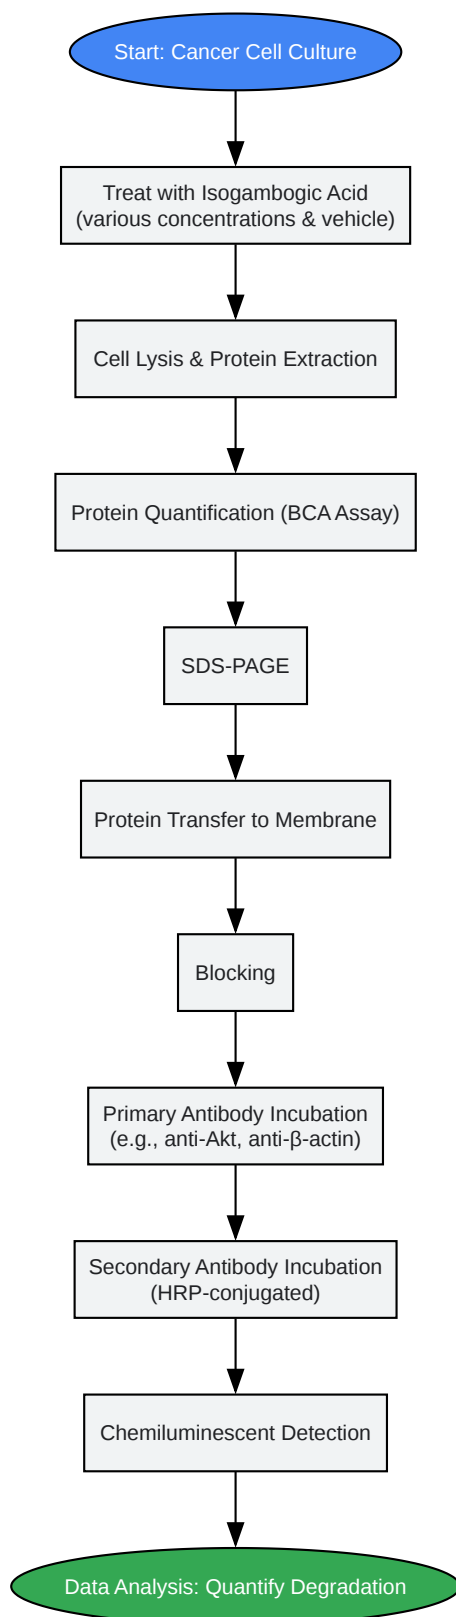 Start: Cancer Cell Culture
Treat with Isogambogic Acid
(various concentrations & vehicle)
Cell Lysis & Protein Extraction
Protein Quantification (BCA Assay)
SDS-PAGE
Protein Transfer to Membrane
Blocking
Primary Antibody Incubation
(e.g., anti-Akt, anti-β-actin)
Secondary Antibody Incubation
(HRP-conjugated)
Chemiluminescent Detection
Data Analysis: Quantify Degradation